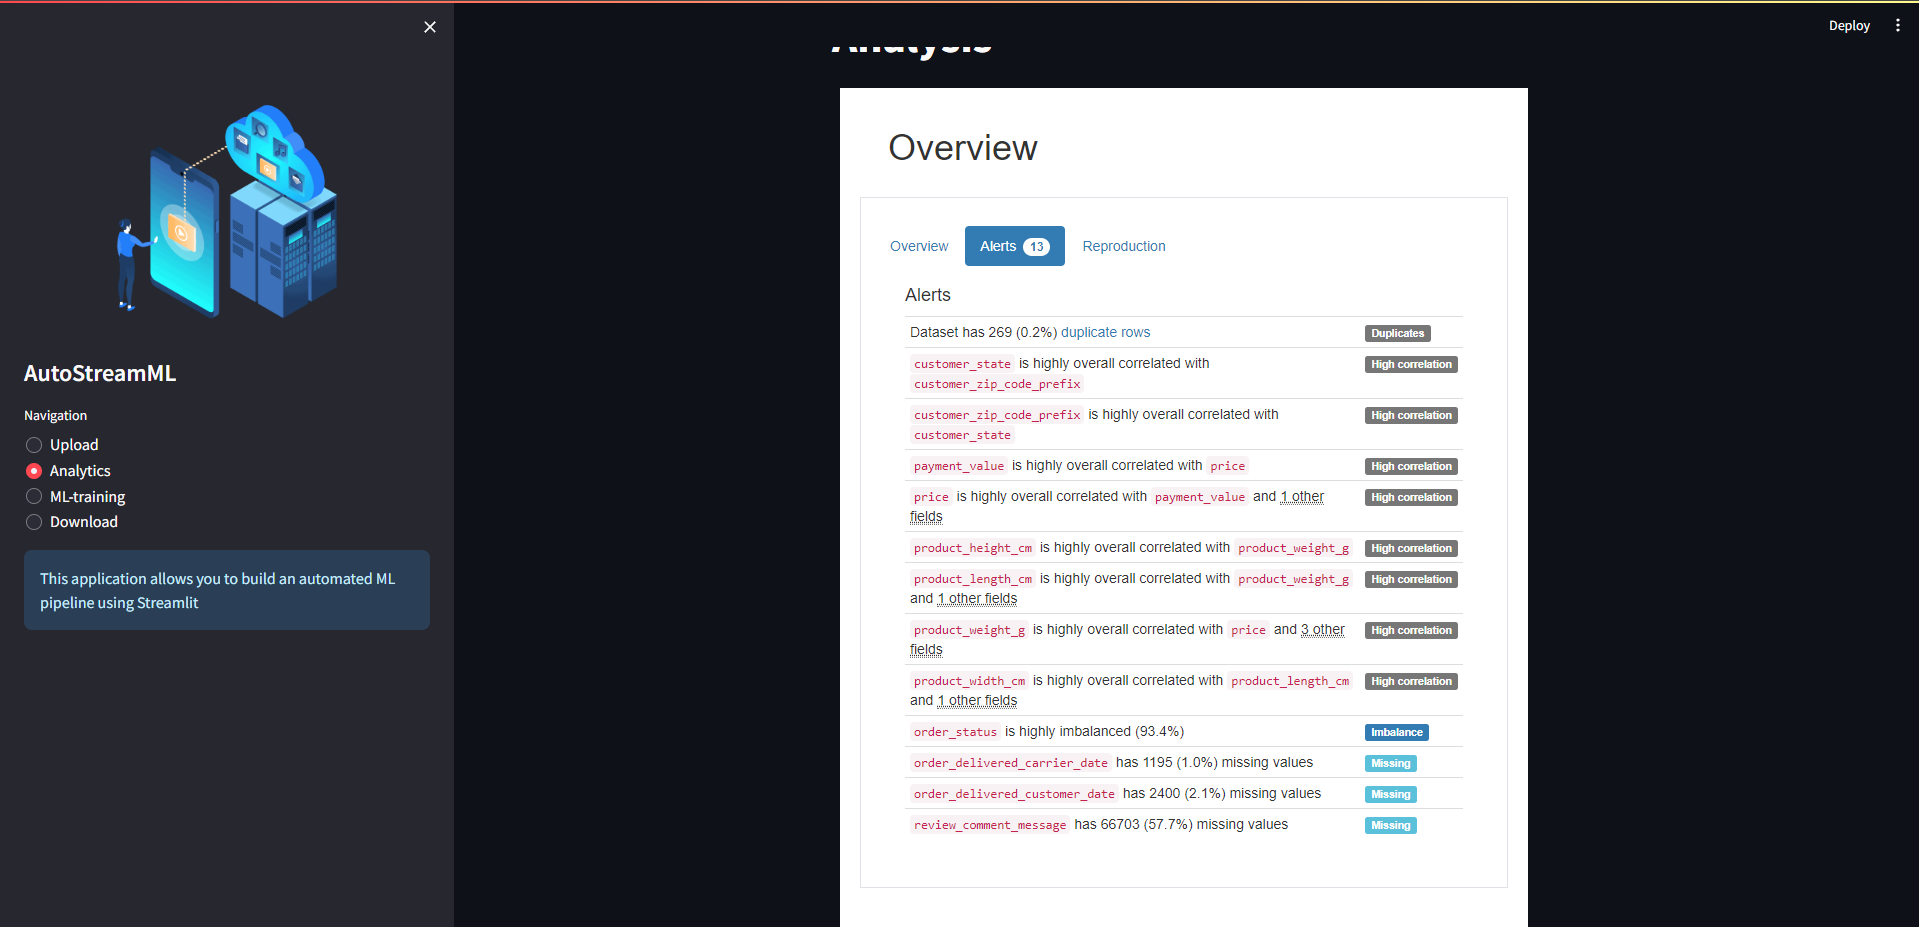 Deploy
Analysis
AutoStreamML
Navigation
Upload
Analytics
ML-training
Download
This application allows you to build an automated ML
pipeline using Streamlit
Overview
Overview Alerts 13 Reproduction
Alerts
Dataset has 269 (0.2%) duplicate rows Duplicates
customer_state is highly overall correlated with High correlation
customer_zip_code_prefix
customer_zip_code_prefix is highly overall correlated with High correlation
customer_state
payment_value is highly overall correlated with price High correlation
price is highly overall correlated with payment_value and 1 other High correlation
fields
product_height_cm is highly overall correlated with product_weight_g High correlation
product_length_cm is highly overall correlated with product_weight_g High correlation
and 1 other fields
product_weight_g is highly overall correlated with price and 3 other High correlation
fields
product_width_cm is highly overall correlated with product_length_cm High correlation
and 1 other fields
order_status is highly imbalanced (93.4%) Imbalance
order_delivered_carrier_date has 1195 (1.0%) missing values Missing
order_delivered_customer_date has 2400 (2.1%) missing values Missing
review_comment_message has 66703 (57.7%) missing values Missing